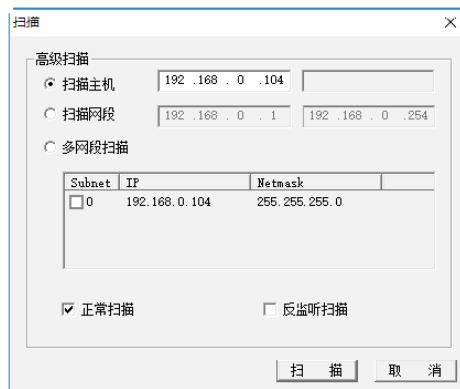 扫描
高级扫描
扫描主机 192 .168 . 0 .104
扫描网段 192 .168 . 0 . 1 192 .168 . 0 .254
多网段扫描
Subnet IP Netmask
0 192.168.0.104 255.255.255.0
正常扫描 反监听扫描
扫 描 取 消